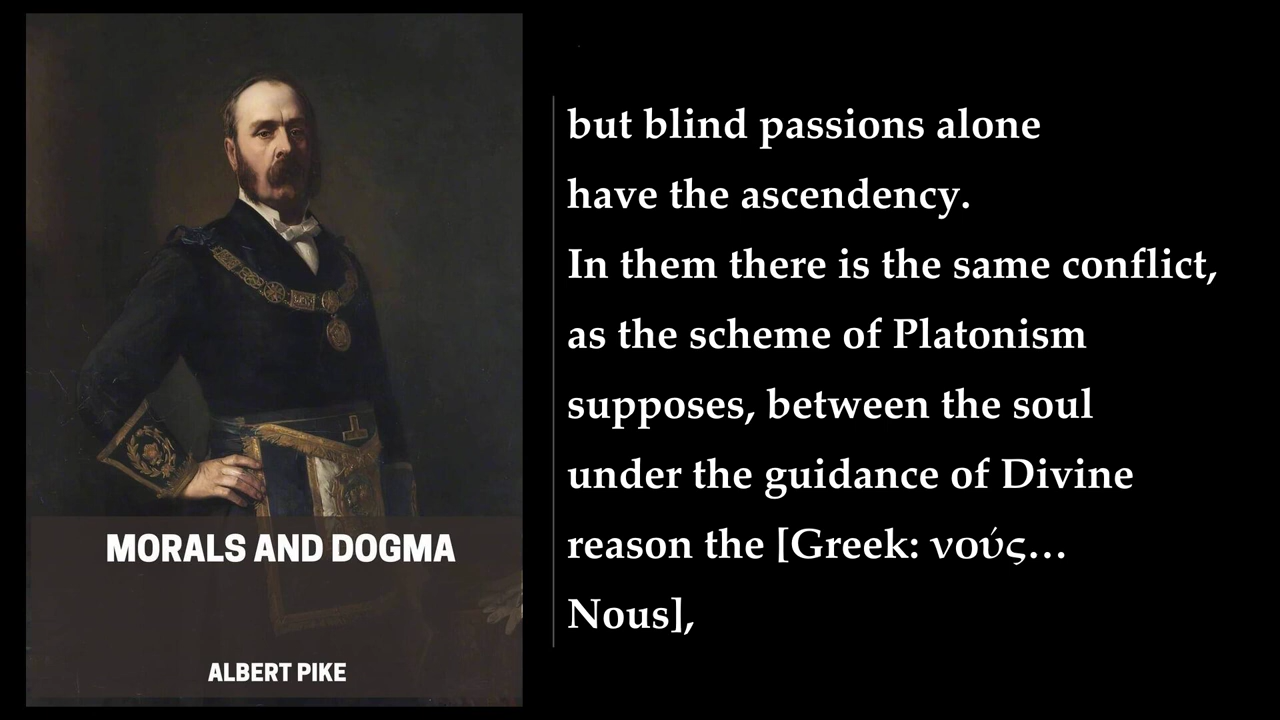 MORALS AND DOGMA
ALBERT PIKE
but blind passions alone
have the ascendency.
In them there is the same conflict,
as the scheme of Platonism
supposes, between the soul
under the guidance of Divine
reason the [Greek: νούς…
Nous],